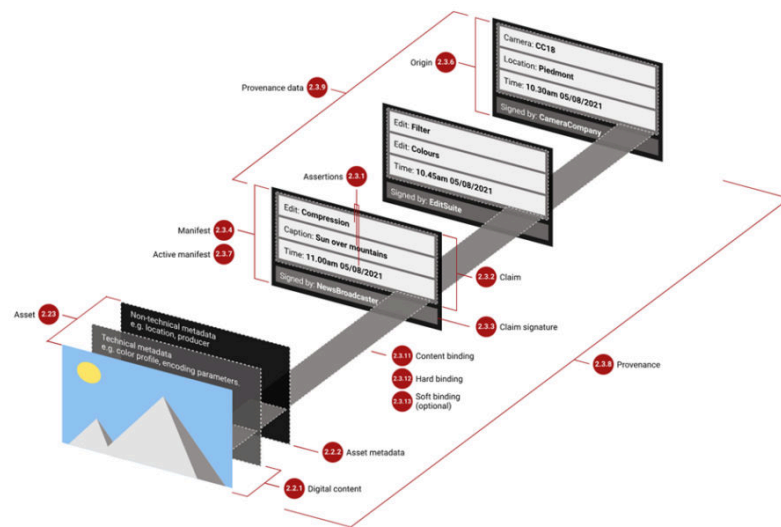 Camera: CC18
Origin 2.3.6
Location: Piedmont
Time: 10.30am 05/08/2021
Signed by: CameraCompany
Provenance data 2.3.9
Edit: Filter
Edit: Colours
Time: 10.45am 05/08/2021
Signed by: EditSuite
Assertions 2.3.1
Edit: Compression
Caption: Sun over mountains
Time: 11.00am 05/08/2021
Signed by: NewsBroadcaster
Manifest 2.3.4
Active manifest 2.3.7
2.3.2 Claim
2.3.3 Claim signature
Asset 2.23
Non-technical metadata
e.g. location, producer
Technical metadata
e.g. color profile, encoding parameters.
2.3.11 Content binding
2.3.12 Hard binding
2.3.13 Soft binding
(optional)
2.3.8 Provenance
2.2.2 Asset metadata
2.2.1 Digital content